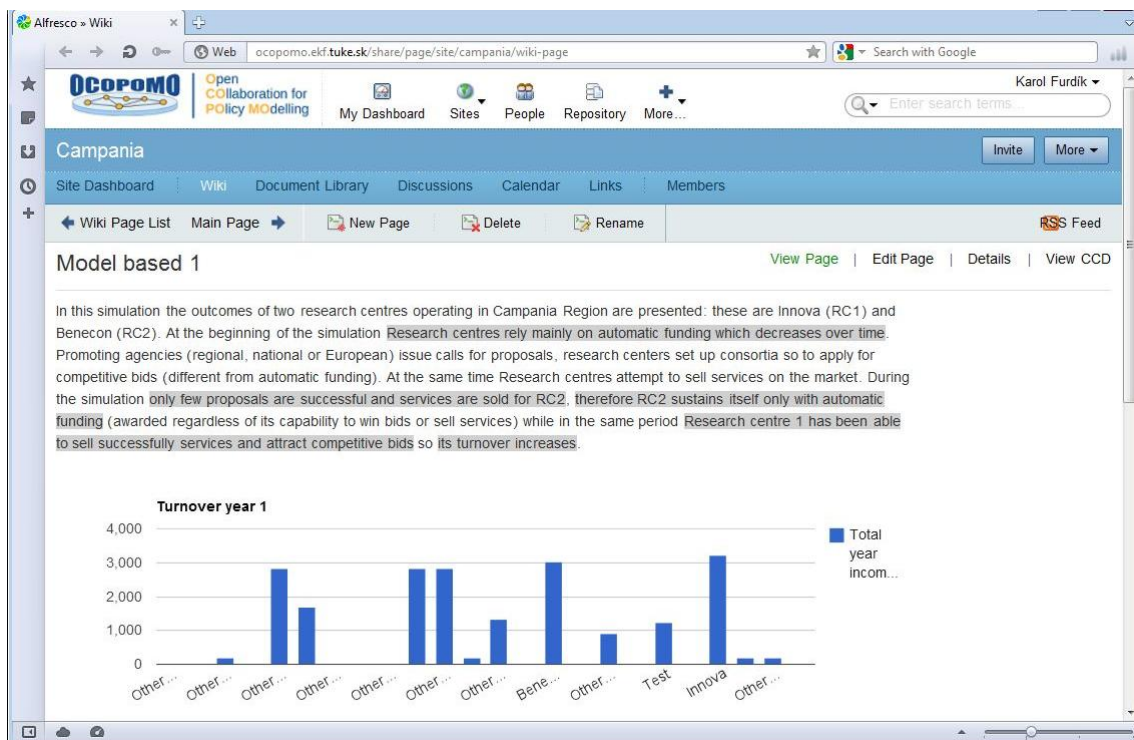 Alfresco » Wiki
Web ocopomo.ekf.tuke.sk/share/page/site/campania/wiki-page
Search with Google
OCOPOMO
Open
COllaboration for
POlicy MOdelling
My Dashboard Sites People Repository More...
Karol Furdík
Enter search terms...
Campania
Invite More
Site Dashboard Wiki Document Library Discussions Calendar Links Members
Wiki Page List Main Page New Page Delete Rename RSS Feed
Model based 1
View Page | Edit Page | Details | View CCD
In this simulation the outcomes of two research centres operating in Campania Region are presented: these are Innova (RC1) and
Benecon (RC2). At the beginning of the simulation Research centres rely mainly on automatic funding which decreases over time.
Promoting agencies (regional, national or European) issue calls for proposals, research centers set up consortia so to apply for
competitive bids (different from automatic funding). At the same time Research centres attempt to sell services on the market. During
the simulation only few proposals are successful and services are sold for RC2, therefore RC2 sustains itself only with automatic
funding (awarded regardless of its capability to win bids or sell services) while in the same period Research centre 1 has been able
to sell successfully services and attract competitive bids so its turnover increases.
Turnover year 1
4,000
3,000
2,000
1,000
0
Other... Other... Other... Other... Other... Other... Other... Bene... Other... Test Innova Other...
Total
year
incom...